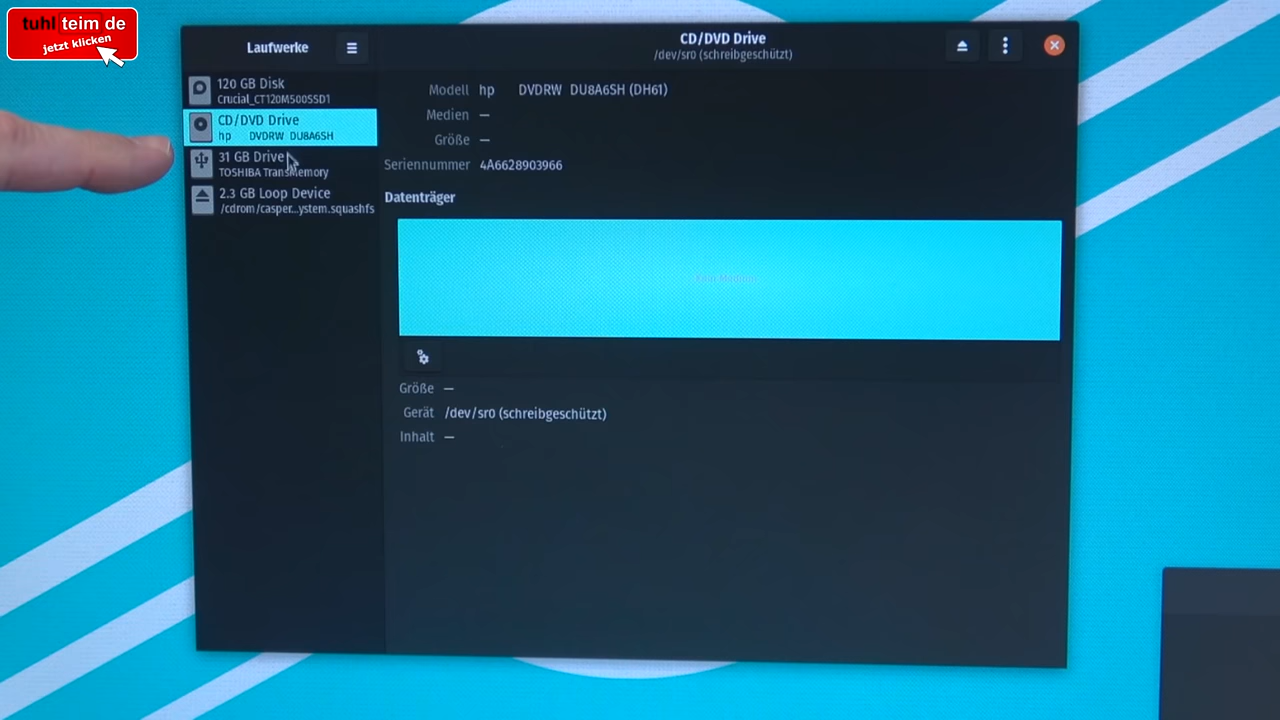 tuhl teim de
jetzt klicken
Laufwerke
CD/DVD Drive
/dev/sr0 (schreibgeschützt)
120 GB Disk
Crucial_CT120M500SSD1
CD/DVD Drive
hp DVDRW DU8A6SH
31 GB Drive
TOSHIBA TransMemory
2.3 GB Loop Device
/cdrom/casper...ystem.squashfs
Modell hp DVDRW DU8A6SH (DH61)
Medien —
Größe —
Seriennummer 4A6628903966
Datenträger
Kein Medium
Größe —
Gerät /dev/sr0 (schreibgeschützt)
Inhalt —